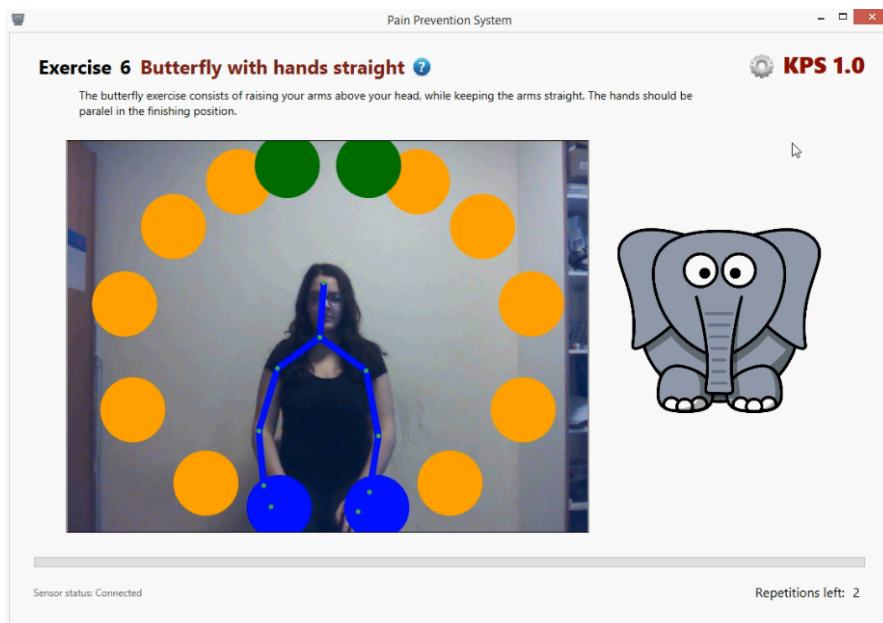 Pain Prevention System
Exercise 6 Butterfly with hands straight ?
KPS 1.0
The butterfly exercise consists of raising your arms above your head, while keeping the arms straight. The hands should be
paralel in the finishing position.
Sensor status: Connected
Repetitions left: 2